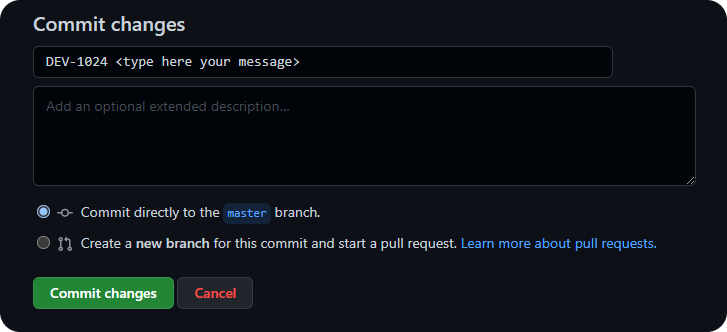 Commit changes
DEV-1024 <type here your message>
Add an optional extended description...
Commit directly to the master branch.
Create a new branch for this commit and start a pull request. Learn more about pull requests.
Commit changes Cancel